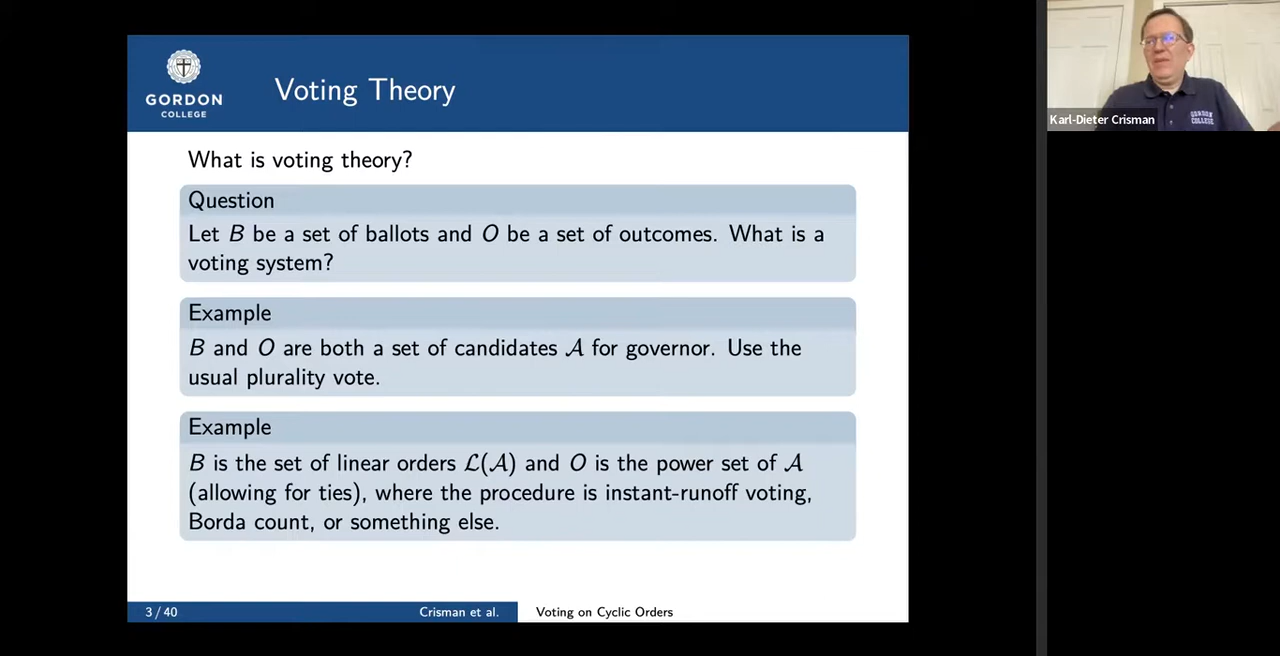 GORDON
COLLEGE
Voting Theory
What is voting theory?
Question
Let B be a set of ballots and O be a set of outcomes. What is a
voting system?
Example
B and O are both a set of candidates 𝒜 for governor. Use the
usual plurality vote.
Example
B is the set of linear orders ℒ(𝒜) and O is the power set of 𝒜
(allowing for ties), where the procedure is instant-runoff voting,
Borda count, or something else.
3 / 40
Crisman et al.
Voting on Cyclic Orders
Karl-Dieter Crisman
GORDON
COLLEGE